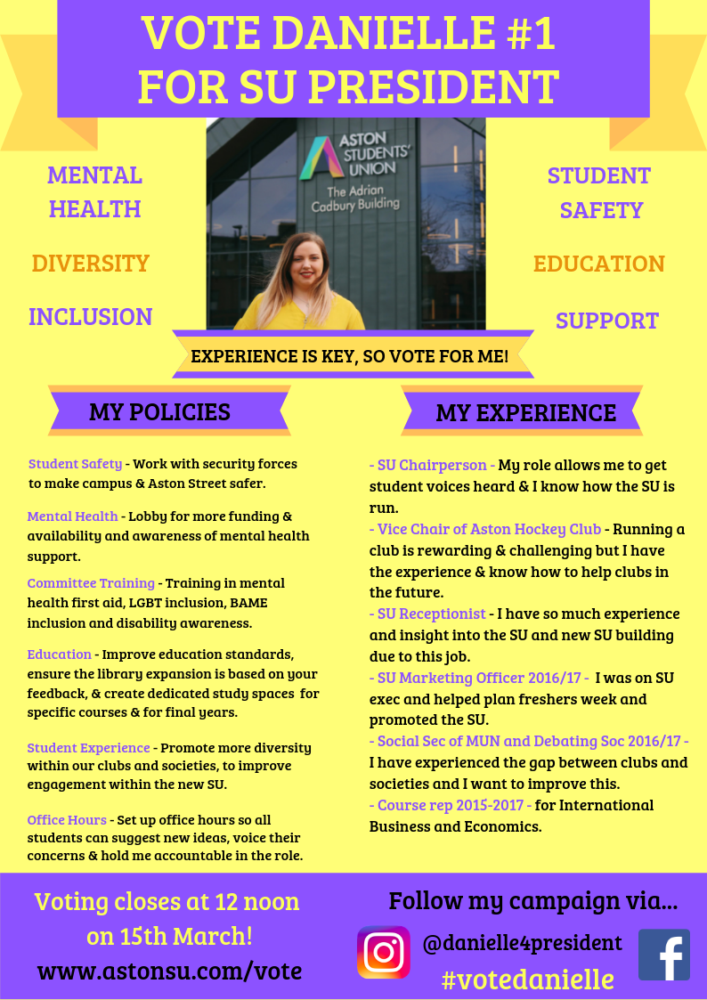 VOTE DANIELLE #1
FOR SU PRESIDENT
ASTON
STUDENTS'
UNION
The Adrian
Cadbury Building
MENTAL
HEALTH
DIVERSITY
INCLUSION
STUDENT
SAFETY
EDUCATION
SUPPORT
EXPERIENCE IS KEY, SO VOTE FOR ME!
MY POLICIES
Student Safety - Work with security forces
to make campus & Aston Street safer.
Mental Health - Lobby for more funding &
availability and awareness of mental health
support.
Committee Training - Training in mental
health first aid, LGBT inclusion, BAME
inclusion and disability awareness.
Education - Improve education standards,
ensure the library expansion is based on your
feedback, & create dedicated study spaces for
specific courses & for final years.
Student Experience - Promote more diversity
within our clubs and societies, to improve
engagement within the new SU.
Office Hours - Set up office hours so all
students can suggest new ideas, voice their
concerns & hold me accountable in the role.
MY EXPERIENCE
- SU Chairperson - My role allows me to get
student voices heard & I know how the SU is
run.
- Vice Chair of Aston Hockey Club - Running a
club is rewarding & challenging but I have
the experience & know how to help clubs in
the future.
- SU Receptionist - I have so much experience
and insight into the SU and new SU building
due to this job.
- SU Marketing Officer 2016/17 - I was on SU
exec and helped plan freshers week and
promoted the SU.
- Social Sec of MUN and Debating Soc 2016/17 -
I have experienced the gap between clubs and
societies and I want to improve this.
- Course rep 2015-2017 - for International
Business and Economics.
Voting closes at 12 noon
on 15th March!
www.astonsu.com/vote
Follow my campaign via...
@danielle4president
#votedanielle